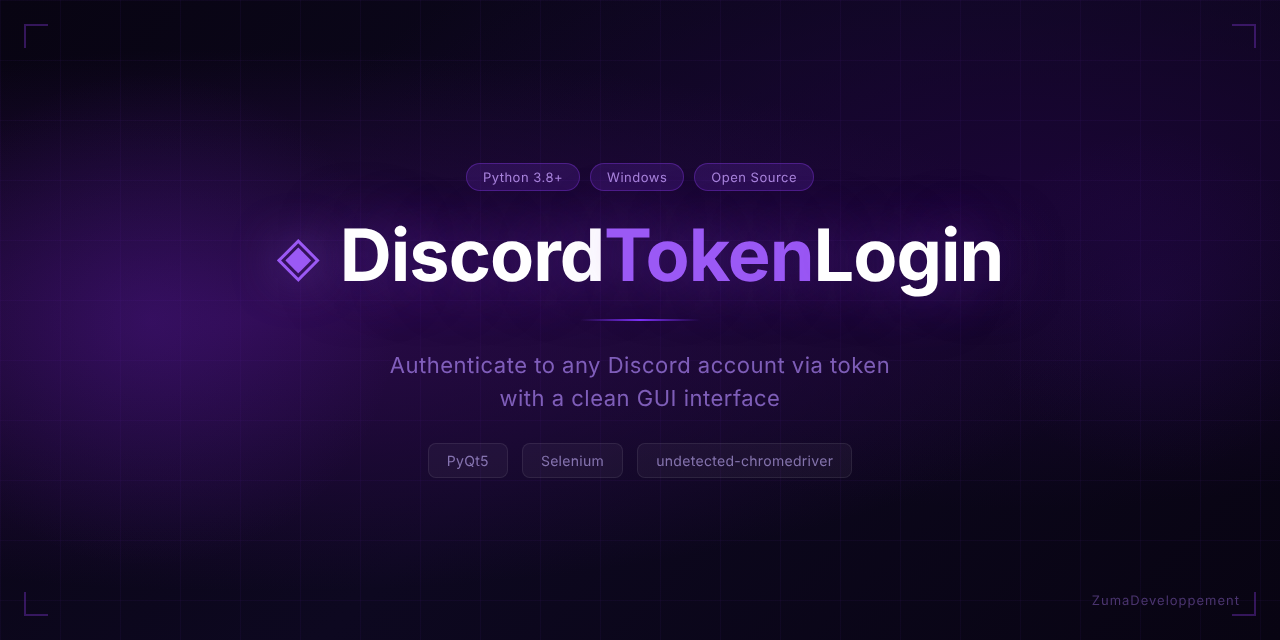 Python 3.8+ Windows Open Source
DiscordTokenLogin
Authenticate to any Discord account via token
with a clean GUI interface
PyQt5 Selenium undetected-chromedriver
ZumaDeveloppement